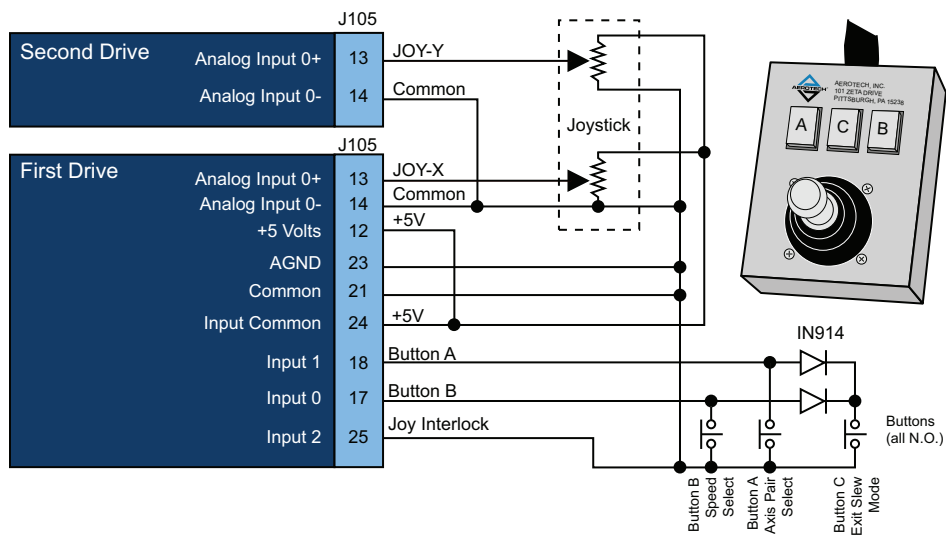 J105
Second Drive
Analog Input 0+ 13 JOY-Y
Analog Input 0- 14 Common
Joystick
J105
First Drive
Analog Input 0+ 13 JOY-X
Analog Input 0- 14 Common
+5 Volts 12 +5V
AGND 23
Common 21
Input Common 24 +5V
Input 1 18 Button A
Input 0 17 Button B
Input 2 25 Joy Interlock
AEROTECH
AEROTECH, INC.
101 ZETA DRIVE
PITTSBURGH, PA 15238
A C B
IN914
Buttons
(all N.O.)
Button B
Speed
Select
Button A
Axis Pair
Select
Button C
Exit Slew
Mode